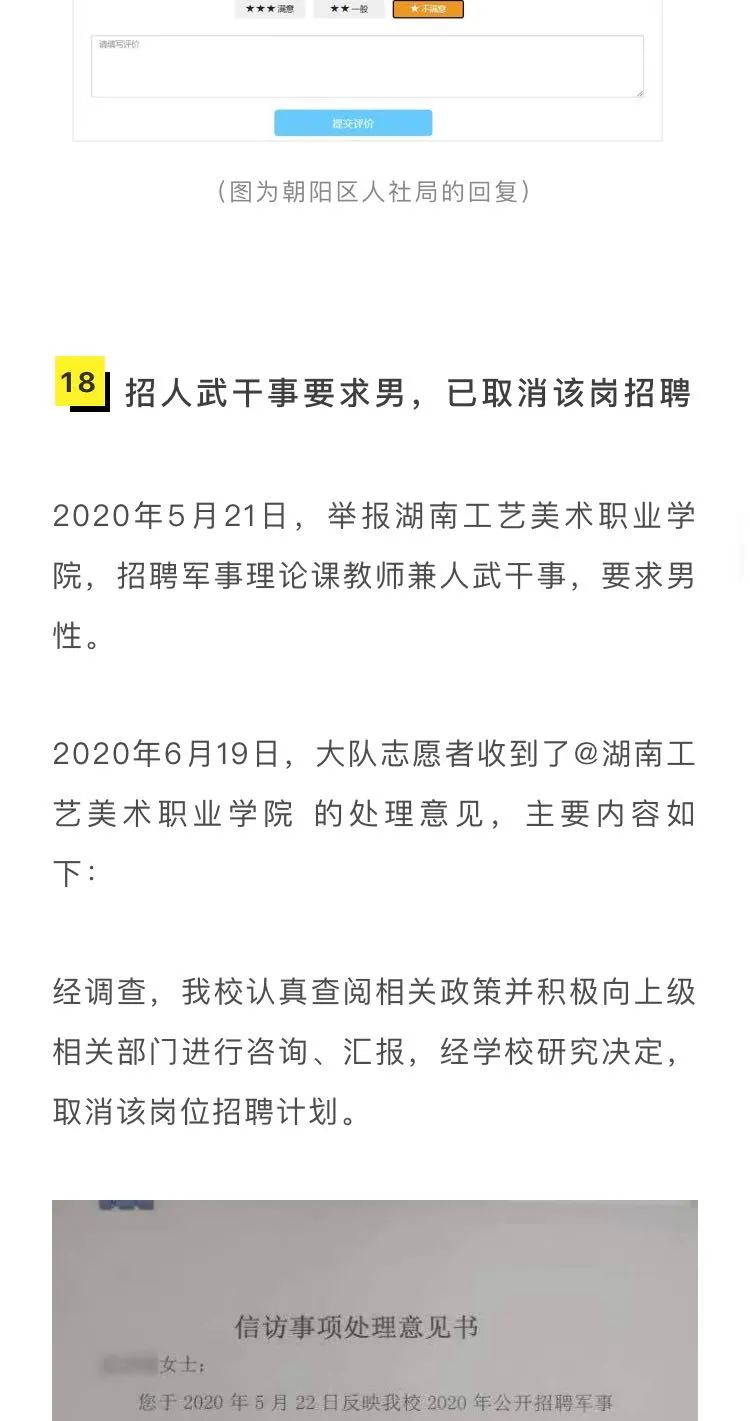 ★★★满意 ★★一般 ★不满意
请填写评价
提交评价
（图为朝阳区人社局的回复）
18 招人武干事要求男，已取消该岗招聘
2020年5月21日，举报湖南工艺美术职业学
院，招聘军事理论课教师兼人武干事，要求男
性。
2020年6月19日，大队志愿者收到了@湖南工
艺美术职业学院 的处理意见，主要内容如
下：
经调查，我校认真查阅相关政策并积极向上级
相关部门进行咨询、汇报，经学校研究决定，
取消该岗位招聘计划。
信访事项处理意见书
女士：
您于 2020 年 5 月 22 日反映我校 2020 年公开招聘军事